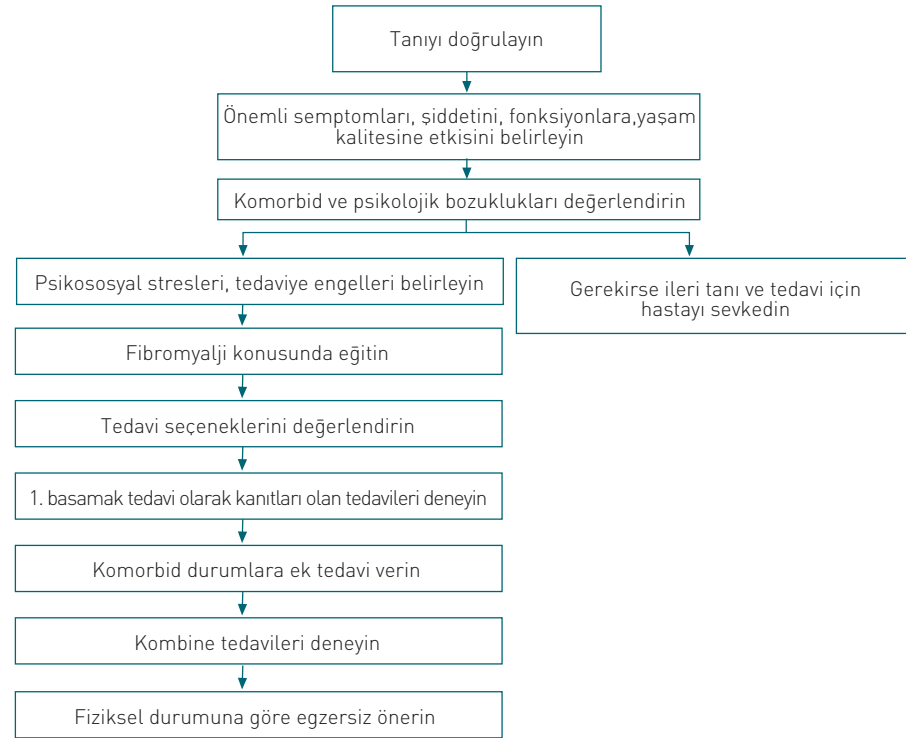 Tanıyı doğrulayın
Önemli semptomları, şiddetini, fonksiyonlara,yaşam
kalitesine etkisini belirleyin
Komorbid ve psikolojik bozuklukları değerlendirin
Psikososyal stresleri, tedaviye engelleri belirleyin
Gerekirse ileri tanı ve tedavi için
hastayı sevkedin
Fibromyalji konusunda eğitin
Tedavi seçeneklerini değerlendirin
1. basamak tedavi olarak kanıtları olan tedavileri deneyin
Komorbid durumlara ek tedavi verin
Kombine tedavileri deneyin
Fiziksel durumuna göre egzersiz önerin